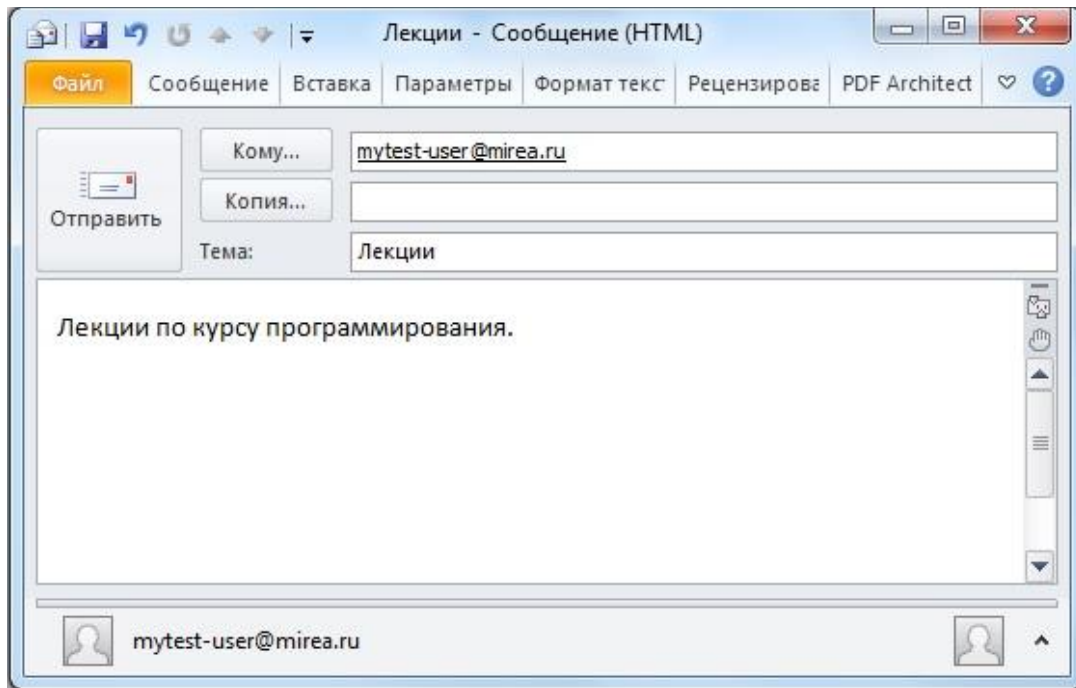 Лекции - Сообщение (HTML)
Файл Сообщение Вставка Параметры Формат текс Рецензирова PDF Architect
Кому... mytest-user@mirea.ru
Копия...
Отправить
Тема: Лекции
Лекции по курсу программирования.
mytest-user@mirea.ru